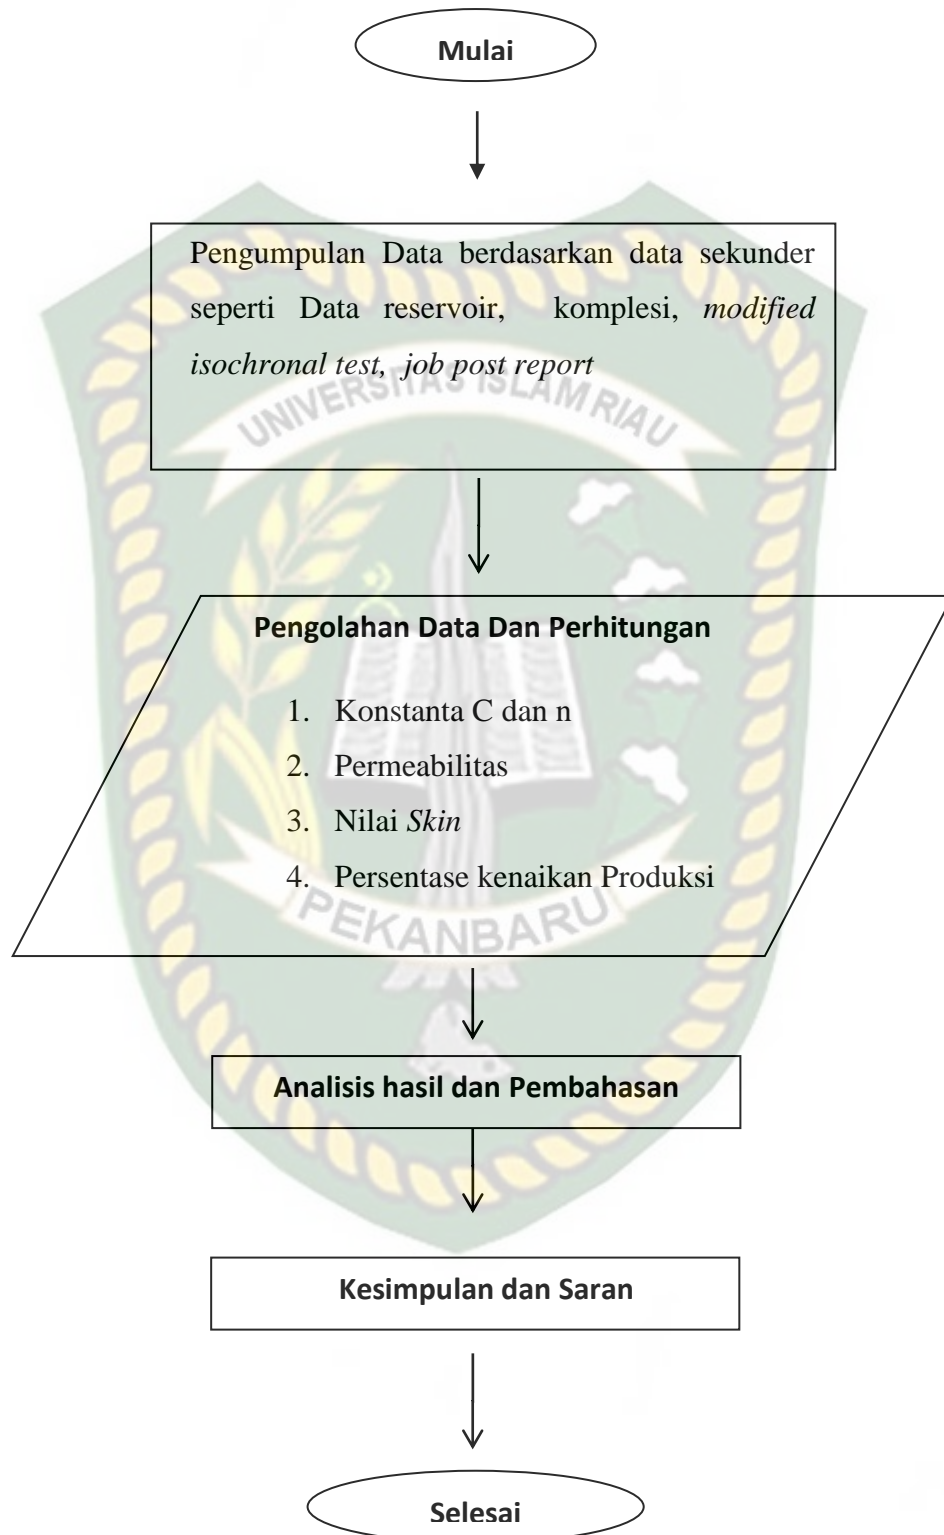 Mulai
Pengumpulan Data berdasarkan data sekunder
seperti Data reservoir, komplesi, modified
isochronal test, job post report
UNIVERSITAS ISLAM RIAU
Pengolahan Data Dan Perhitungan
1. Konstanta C dan n
2. Permeabilitas
3. Nilai Skin
4. Persentase kenaikan Produksi
PEKANBARU
Analisis hasil dan Pembahasan
Kesimpulan dan Saran
Selesai